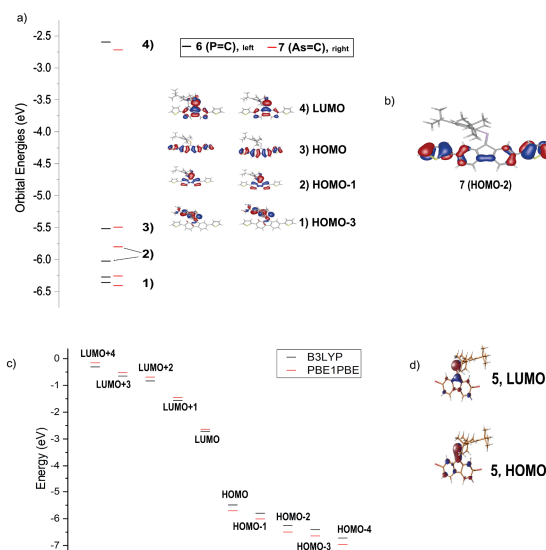 a)
6 (P=C), left 7 (As=C), right
-2.5
-3.0
-3.5
-4.0
-4.5
-5.0
-5.5
-6.0
-6.5
Orbital Energies (eV)
4)
3)
2)
1)
4) LUMO
3) HOMO
2) HOMO-1
1) HOMO-3
b)
7 (HOMO-2)
c)
B3LYP
PBE1PBE
0
-1
-2
-3
-4
-5
-6
-7
Energy (eV)
LUMO+4
LUMO+3
LUMO+2
LUMO+1
LUMO
HOMO
HOMO-1
HOMO-2
HOMO-3
HOMO-4
d)
5, LUMO
5, HOMO